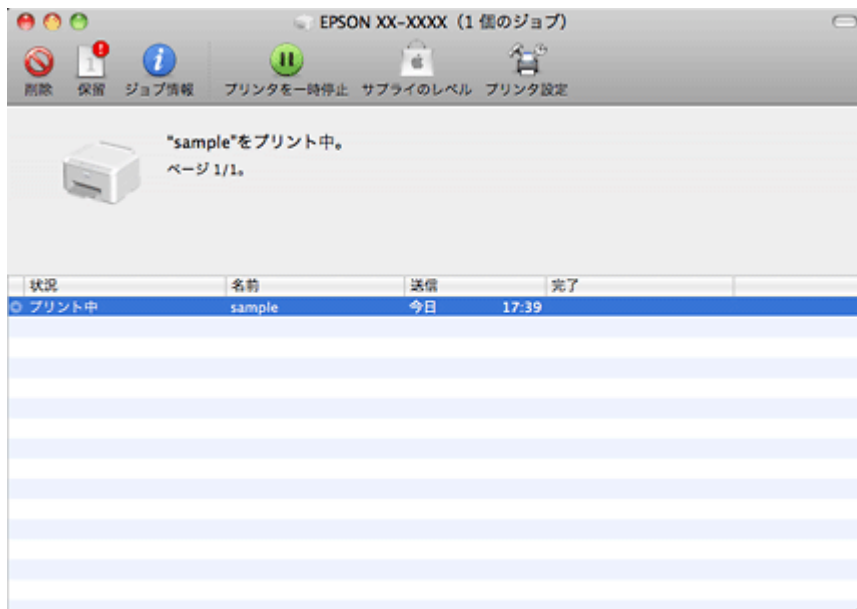 EPSON XX-XXXX（1 個のジョブ）
削除 保留 ジョブ情報 プリンタを一時停止 サプライのレベル プリンタ設定
"sample"をプリント中。
ページ 1/1。
状況 名前 送信 完了
プリント中 sample 今日 17:39